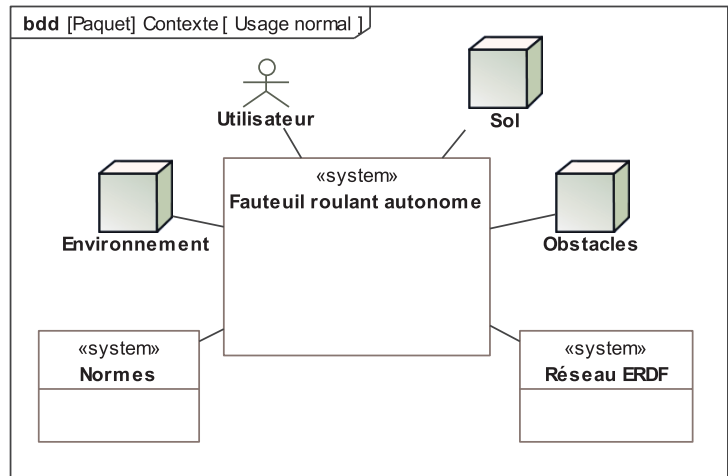 bdd [Paquet] Contexte [ Usage normal ]
Utilisateur
Sol
«system»
Fauteuil roulant autonome
Environnement
Obstacles
«system»
Normes
«system»
Réseau ERDF